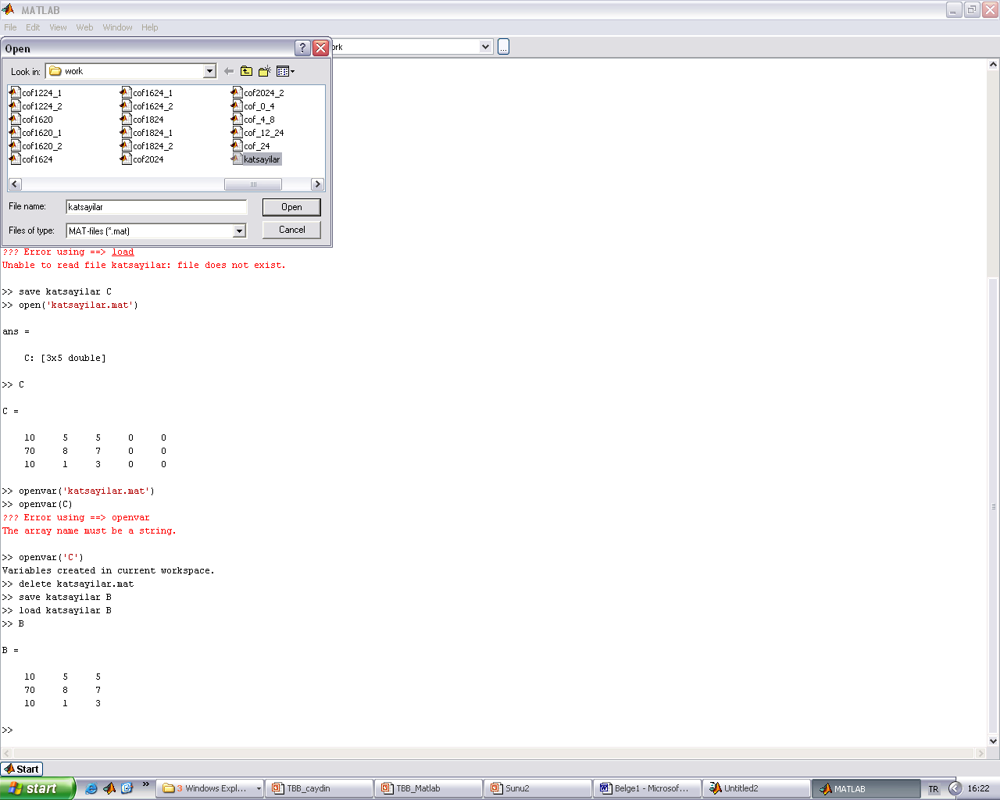 MATLAB
File Edit View Web Window Help
Open
ork
...
Look in: work
cof1224_1 cof1624_1 cof2024_2
cof1224_2 cof1624_2 cof_0_4
cof1620 cof1824 cof_4_8
cof1620_1 cof1824_1 cof_12_24
cof1620_2 cof1824_2 cof_24
cof1624 cof2024 katsayilar
File name: katsayilar Open
Files of type: MAT-files (*.mat) Cancel
??? Error using ==> load
Unable to read file katsayilar: file does not exist.
>> save katsayilar C
>> open('katsayilar.mat')
ans =
C: [3x5 double]
>> C
C =
10 5 5 0 0
70 8 7 0 0
10 1 3 0 0
>> openvar('katsayilar.mat')
>> openvar(C)
??? Error using ==> openvar
The array name must be a string.
>> openvar('C')
Variables created in current workspace.
>> delete katsayilar.mat
>> save katsayilar B
>> load katsayilar B
>> B
B =
10 5 5
70 8 7
10 1 3
>>
Start
start » 3 Windows Expl... TBB_caydin TBB_Matlab Sunu2 Belge1 - Microsof... Untitled2 MATLAB TR 16:22